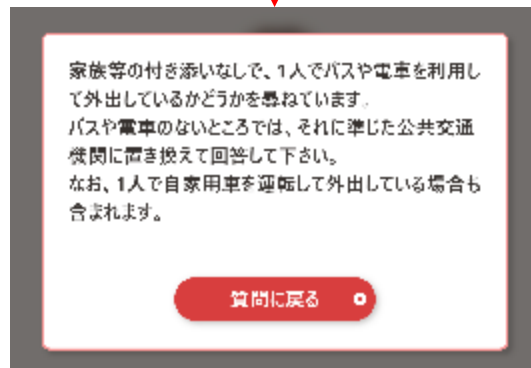 家族等の付き添いなしで、1人でバスや電車を利用し
て外出しているかどうかを尋ねています。
バスや電車のないところでは、それに準じた公共交通
機関に置き換えて回答して下さい。
なお、1人で自家用車を運転して外出している場合も
含まれます。
質問に戻る